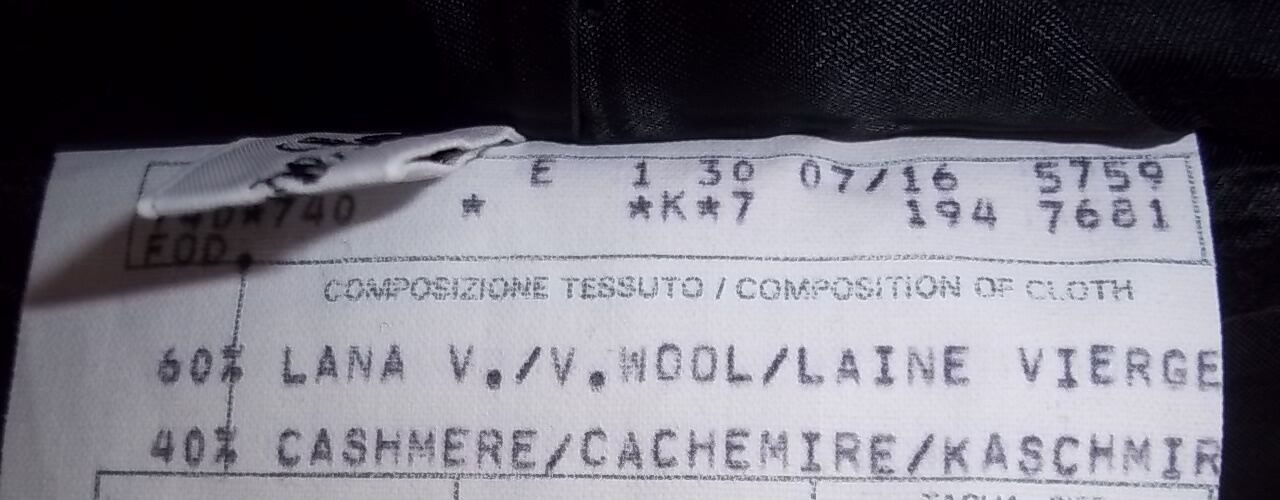 E 1 30 07/16 5759
*740 * *K*7 194 7681
FOD.
COMPOSIZIONE TESSUTO / COMPOSITION OF CLOTH
60% LANA V./V.WOOL/LAINE VIERGE
40% CASHMERE/CACHEMIRE/KASCHMIR